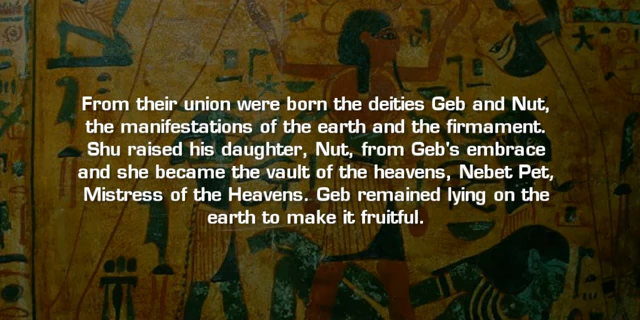 From their union were born the deities Geb and Nut,
the manifestations of the earth and the firmament.
Shu raised his daughter, Nut, from Geb's embrace
and she became the vault of the heavens, Nebet Pet,
Mistress of the Heavens. Geb remained lying on the
earth to make it fruitful.